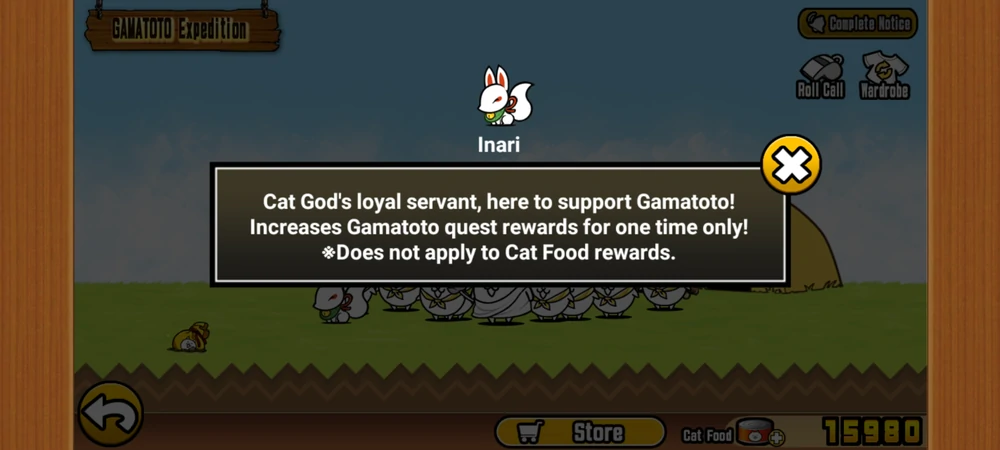 GAMATOTO Expedition
Complete Notice
Roll Call
Wardrobe
Inari
Cat God's loyal servant, here to support Gamatoto!
Increases Gamatoto quest rewards for one time only!
※Does not apply to Cat Food rewards.
Store
Cat Food
15980